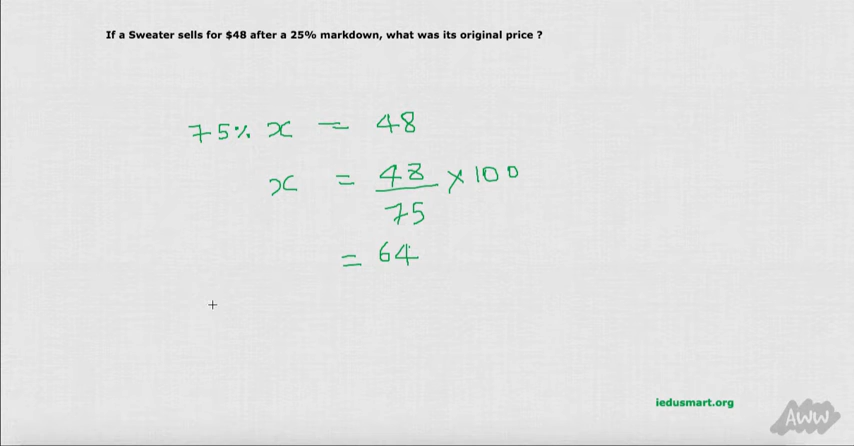 If a Sweater sells for $48 after a 25% markdown, what was its original price ?
75% x = 48
x = 48/75 × 100
= 64
iedusmart.org
AWW